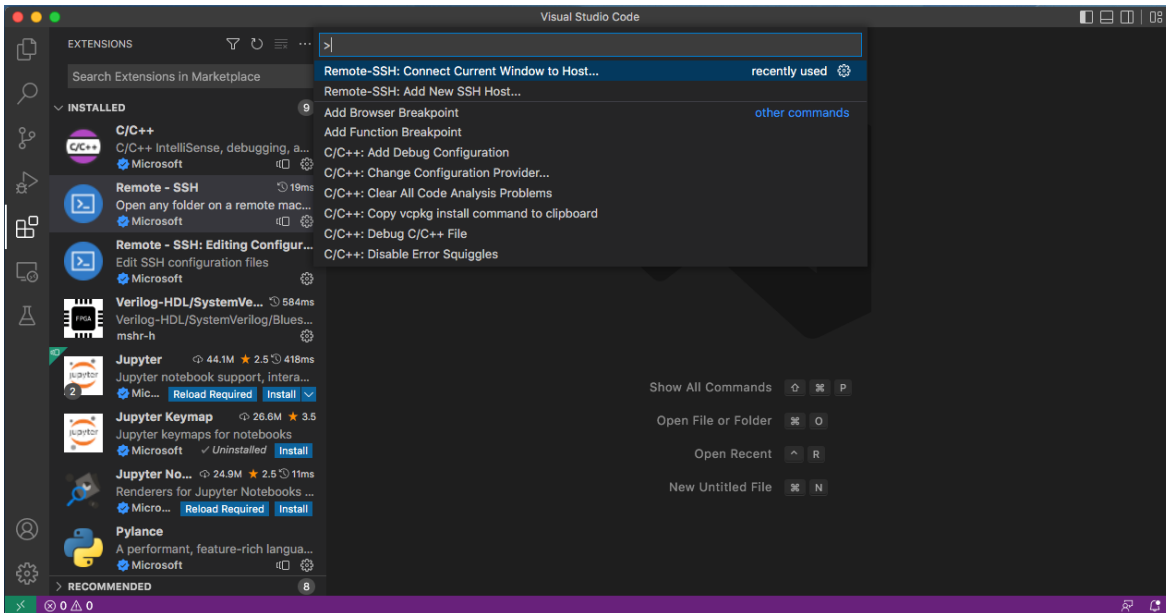 Visual Studio Code
EXTENSIONS
Search Extensions in Marketplace
INSTALLED
9
C/C++
C/C++
C/C++ IntelliSense, debugging, a...
Microsoft
Remote - SSH
19ms
Open any folder on a remote mac...
Microsoft
Remote - SSH: Editing Configur...
Edit SSH configuration files
Microsoft
FPGA
Verilog-HDL/SystemVe... 584ms
Verilog-HDL/SystemVerilog/Blues...
mshr-h
jupyter
2
Jupyter 44.1M ★ 2.5 418ms
Jupyter notebook support, intera...
Mic... Reload Required Install
jupyter
Jupyter Keymap 26.6M ★ 3.5
Jupyter keymaps for notebooks
Microsoft ✓ Uninstalled Install
Jupyter No... 24.9M ★ 2.5 11ms
Renderers for Jupyter Notebooks ...
Micro... Reload Required Install
Pylance
A performant, feature-rich langua...
Microsoft
RECOMMENDED
8
>
Remote-SSH: Connect Current Window to Host... recently used
Remote-SSH: Add New SSH Host...
Add Browser Breakpoint other commands
Add Function Breakpoint
C/C++: Add Debug Configuration
C/C++: Change Configuration Provider...
C/C++: Clear All Code Analysis Problems
C/C++: Copy vcpkg install command to clipboard
C/C++: Debug C/C++ File
C/C++: Disable Error Squiggles
Show All Commands ⇧ ⌘ P
Open File or Folder ⌘ O
Open Recent ^ R
New Untitled File ⌘ N
0 0